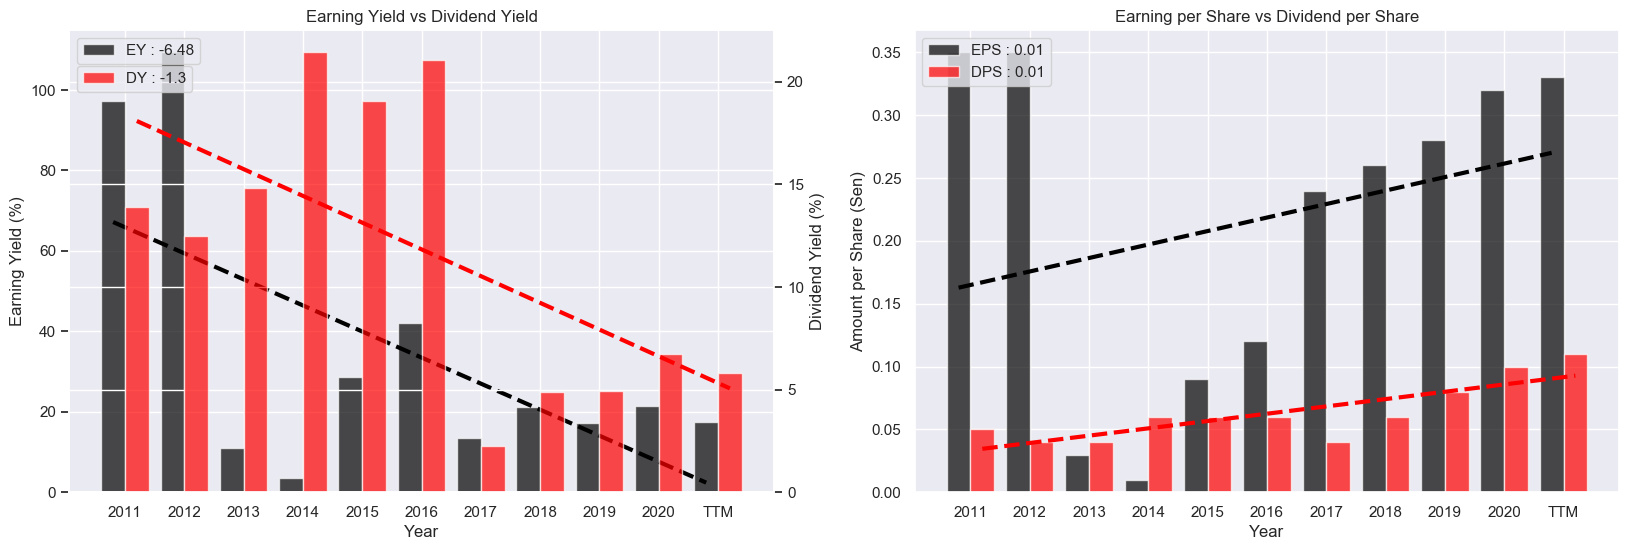 Earning Yield vs Dividend Yield
EY : -6.48
DY : -1.3
Earning Yield (%)
100
80
60
40
20
0
Dividend Yield (%)
20
15
10
5
0
2011 2012 2013 2014 2015 2016 2017 2018 2019 2020 TTM
Year
Earning per Share vs Dividend per Share
EPS : 0.01
DPS : 0.01
Amount per Share (Sen)
0.35
0.30
0.25
0.20
0.15
0.10
0.05
0.00
2011 2012 2013 2014 2015 2016 2017 2018 2019 2020 TTM
Year